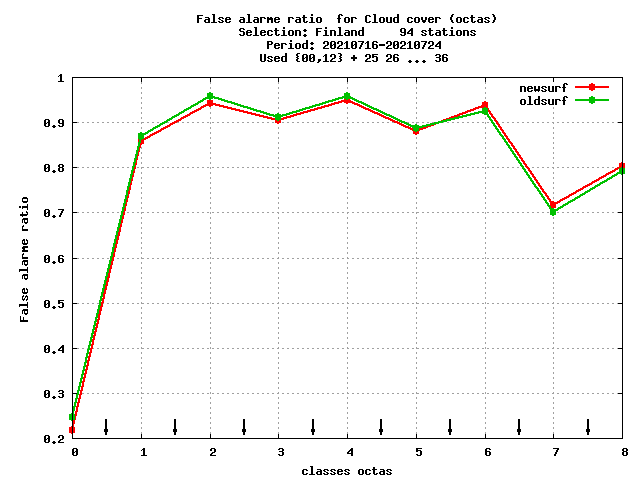 False alarme ratio  for Cloud cover (octas)
Selection: Finland     94 stations
Period: 20210716-20210724
Used {00,12} + 25 26 ... 36
newsurf
oldsurf
1
0.9
0.8
0.7
0.6
0.5
0.4
0.3
0.2
False alarme ratio
0 1 2 3 4 5 6 7 8
classes octas